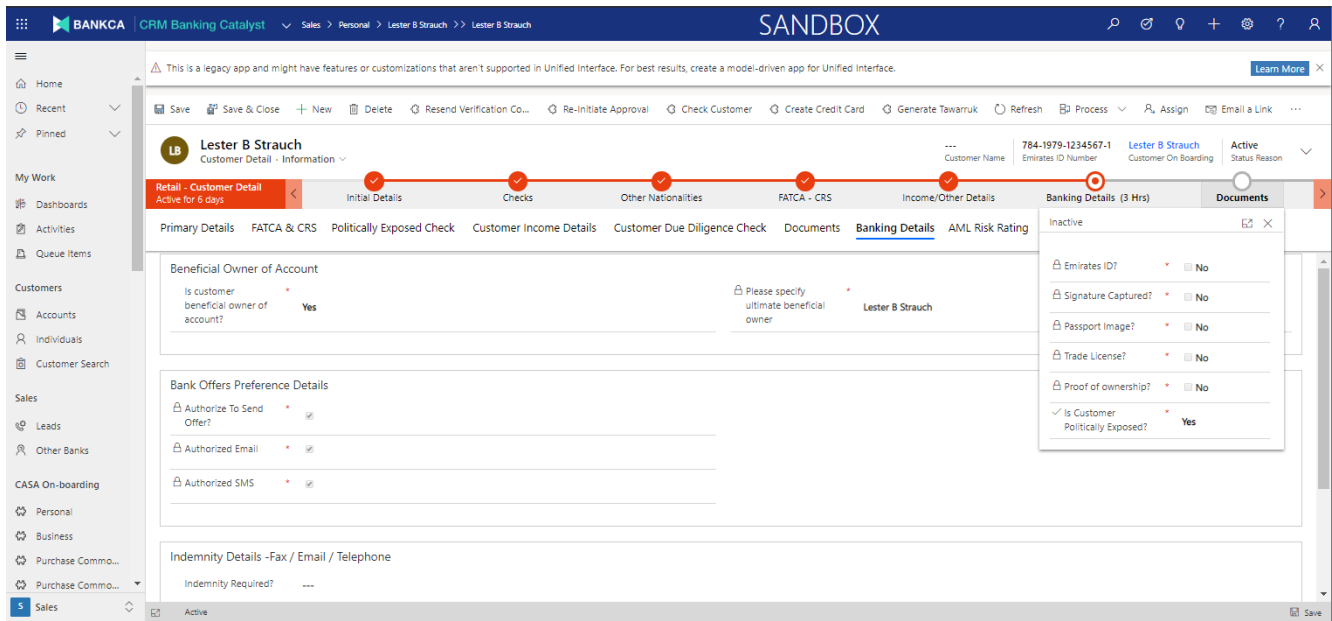 BANKCA CRM Banking Catalyst Sales > Personal > Lester B Strauch >> Lester B Strauch SANDBOX
This is a legacy app and might have features or customizations that aren't supported in Unified Interface. For best results, create a model-driven app for Unified Interface. Learn More
Home
Recent
Pinned
My Work
Dashboards
Activities
Queue Items
Customers
Accounts
Individuals
Customer Search
Sales
Leads
Other Banks
CASA On-boarding
Personal
Business
Purchase Commo...
Purchase Commo...
S Sales
Save Save & Close New Delete Resend Verification Co... Re-Initiate Approval Check Customer Create Credit Card Generate Tawarruk Refresh Process Assign Email a Link ...
LB
Lester B Strauch
Customer Detail · Information
---
Customer Name
784-1979-1234567-1
Emirates ID Number
Lester B Strauch
Customer On Boarding
Active
Status Reason
Retail - Customer Detail
Active for 6 days
Initial Details Checks Other Nationalities FATCA - CRS Income/Other Details Banking Details (3 Hrs) Documents
Primary Details FATCA & CRS Politically Exposed Check Customer Income Details Customer Due Diligence Check Documents Banking Details AML Risk Rating
Inactive
Emirates ID? * No
Signature Captured? * No
Passport Image? * No
Trade License? * No
Proof of ownership? * No
Is Customer
Politically Exposed? * Yes
Beneficial Owner of Account
Is customer
beneficial owner of
account? * Yes
Please specify
ultimate beneficial
owner * Lester B Strauch
Bank Offers Preference Details
Authorize To Send
Offer? *
Authorized Email *
Authorized SMS *
Indemnity Details -Fax / Email / Telephone
Indemnity Required? ---
Active
Save